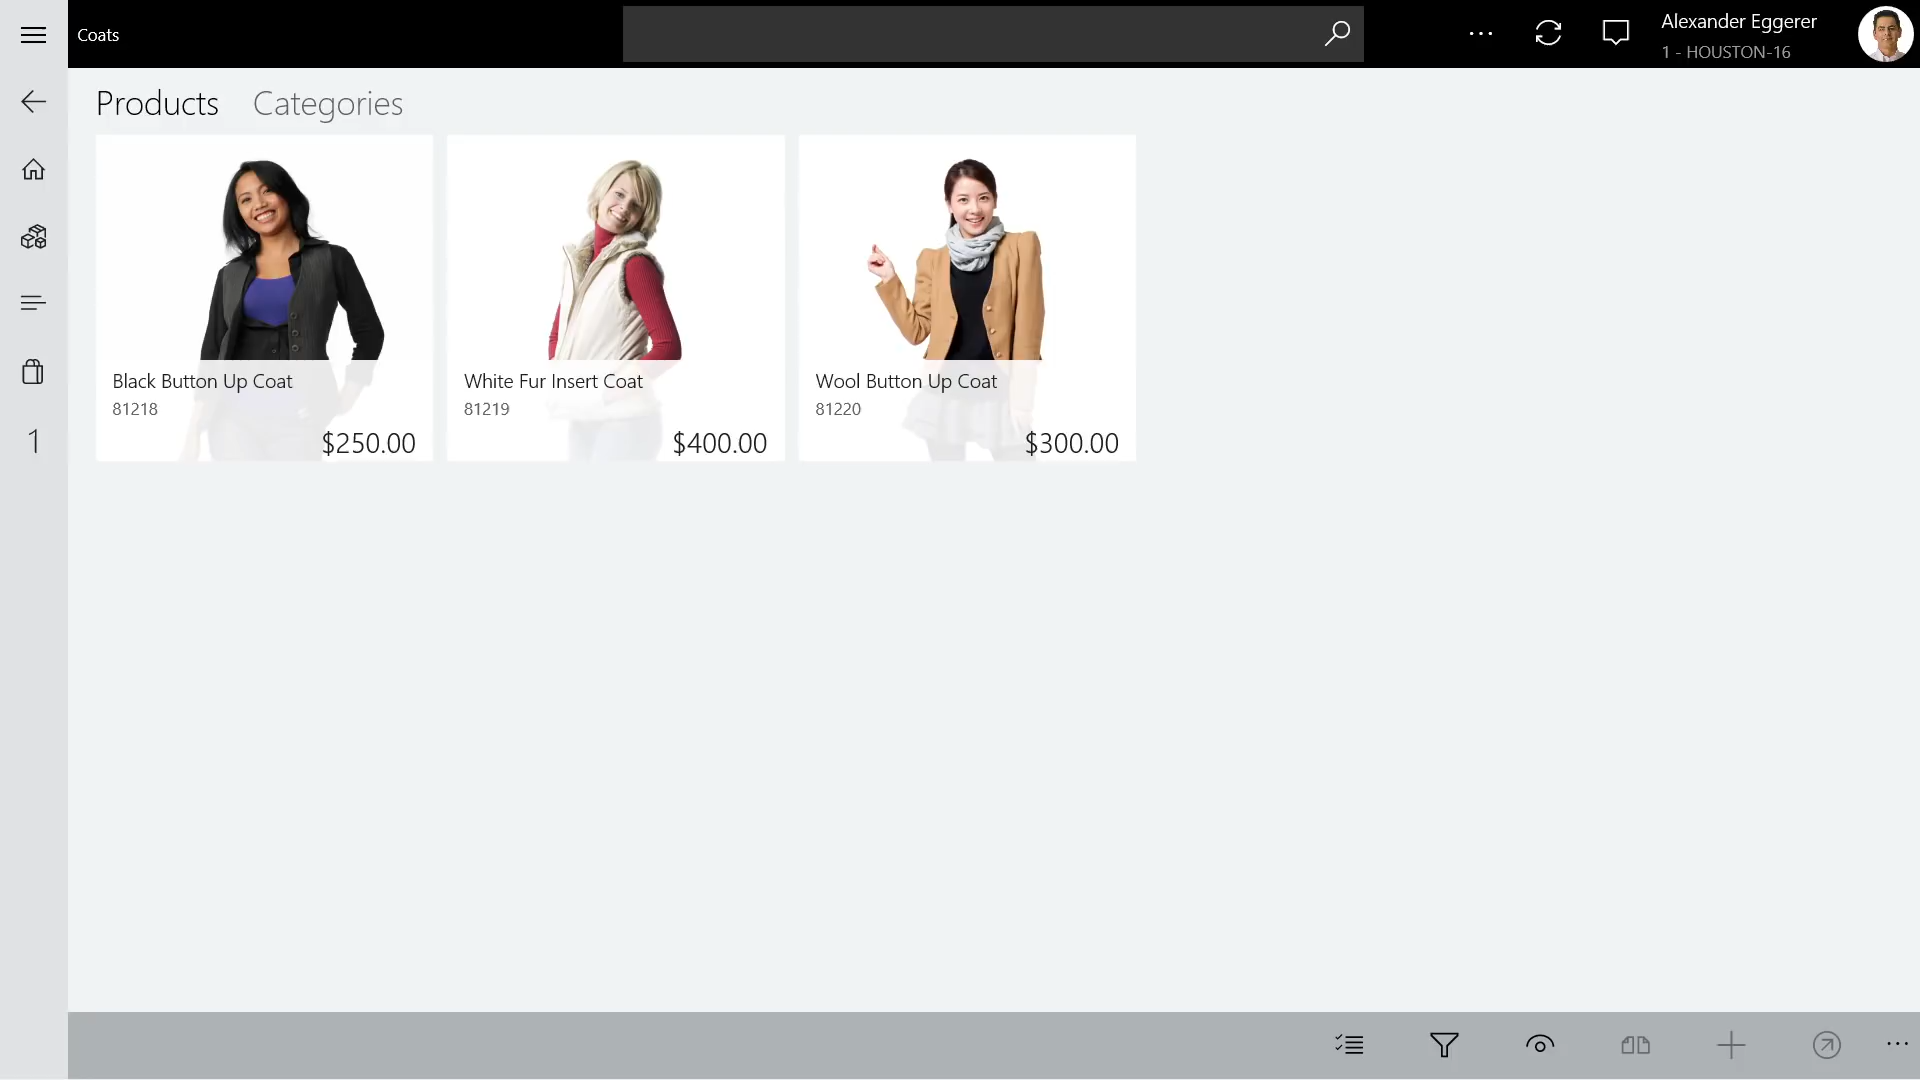 Coats
Alexander Eggerer
1 - HOUSTON-16
Products
Categories
Black Button Up Coat
81218
$250.00
White Fur Insert Coat
81219
$400.00
Wool Button Up Coat
81220
$300.00
1